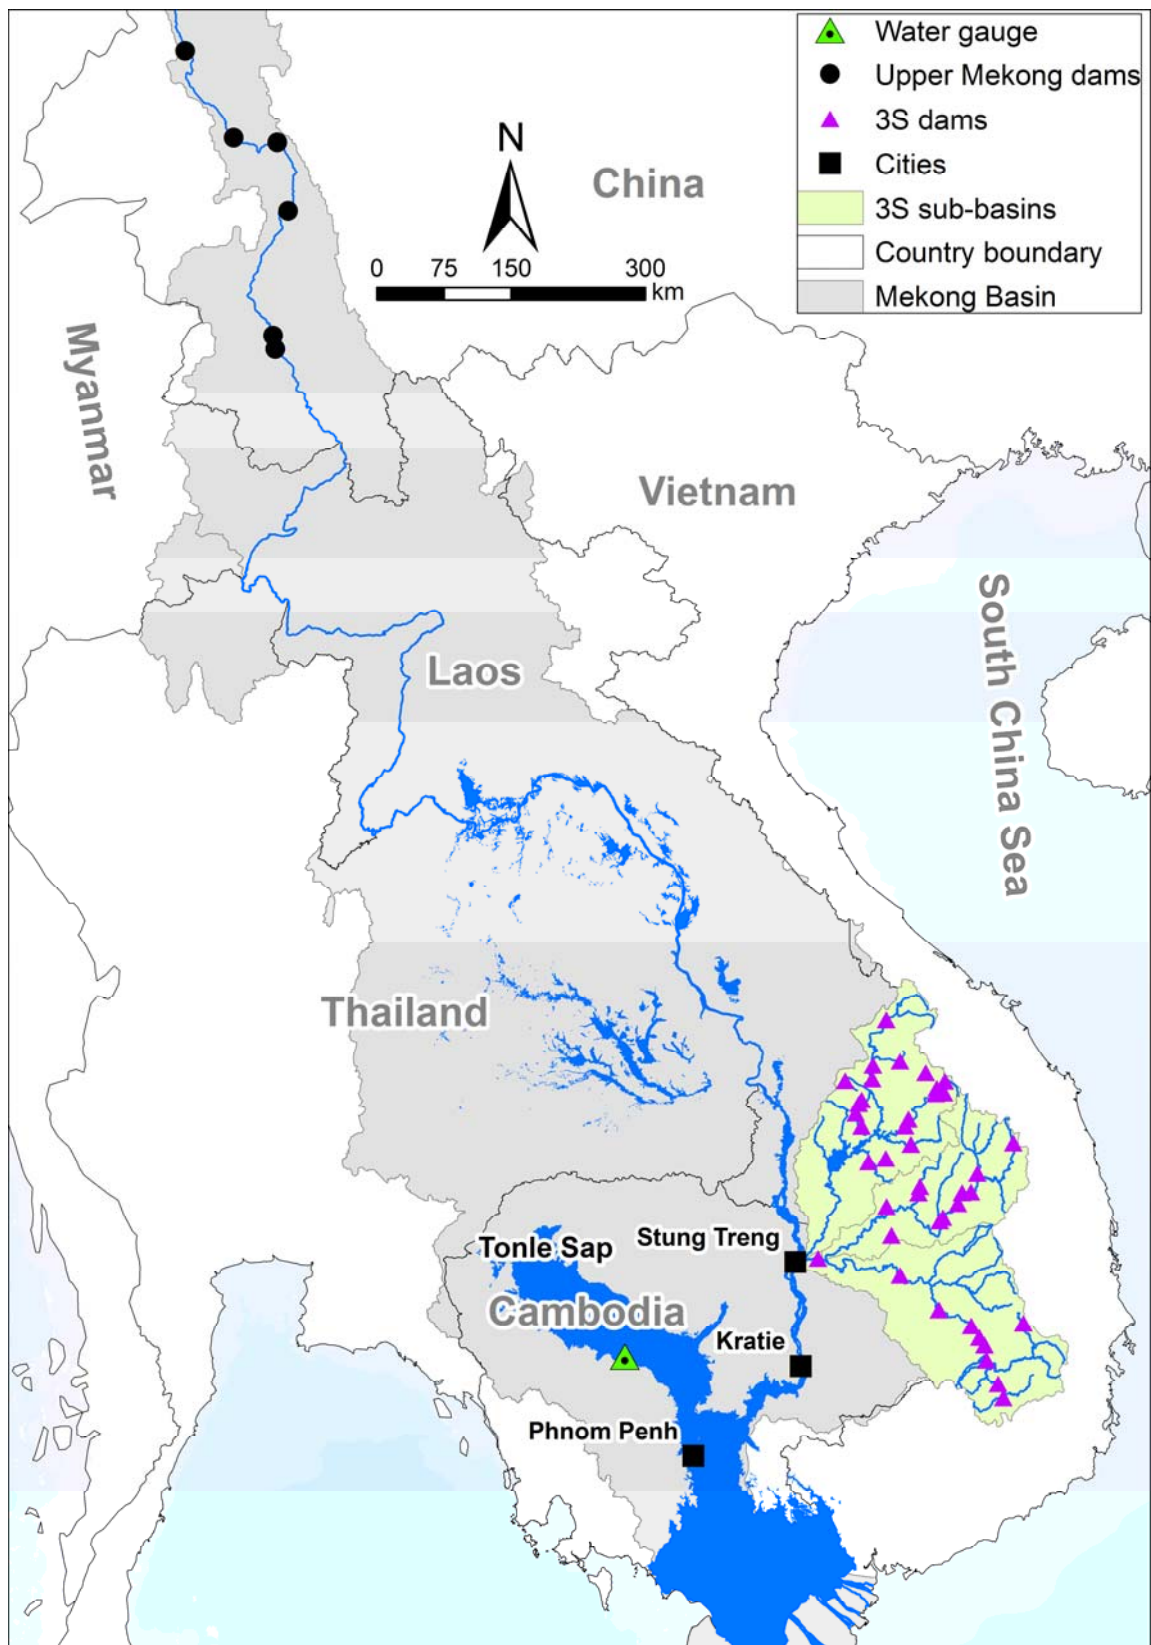 Water gauge
Upper Mekong dams
3S dams
Cities
3S sub-basins
Country boundary
Mekong Basin
N
0 75 150 300
km
China
Myanmar
Vietnam
South China Sea
Laos
Thailand
Stung Treng
Tonle Sap
Cambodia
Kratie
Phnom Penh